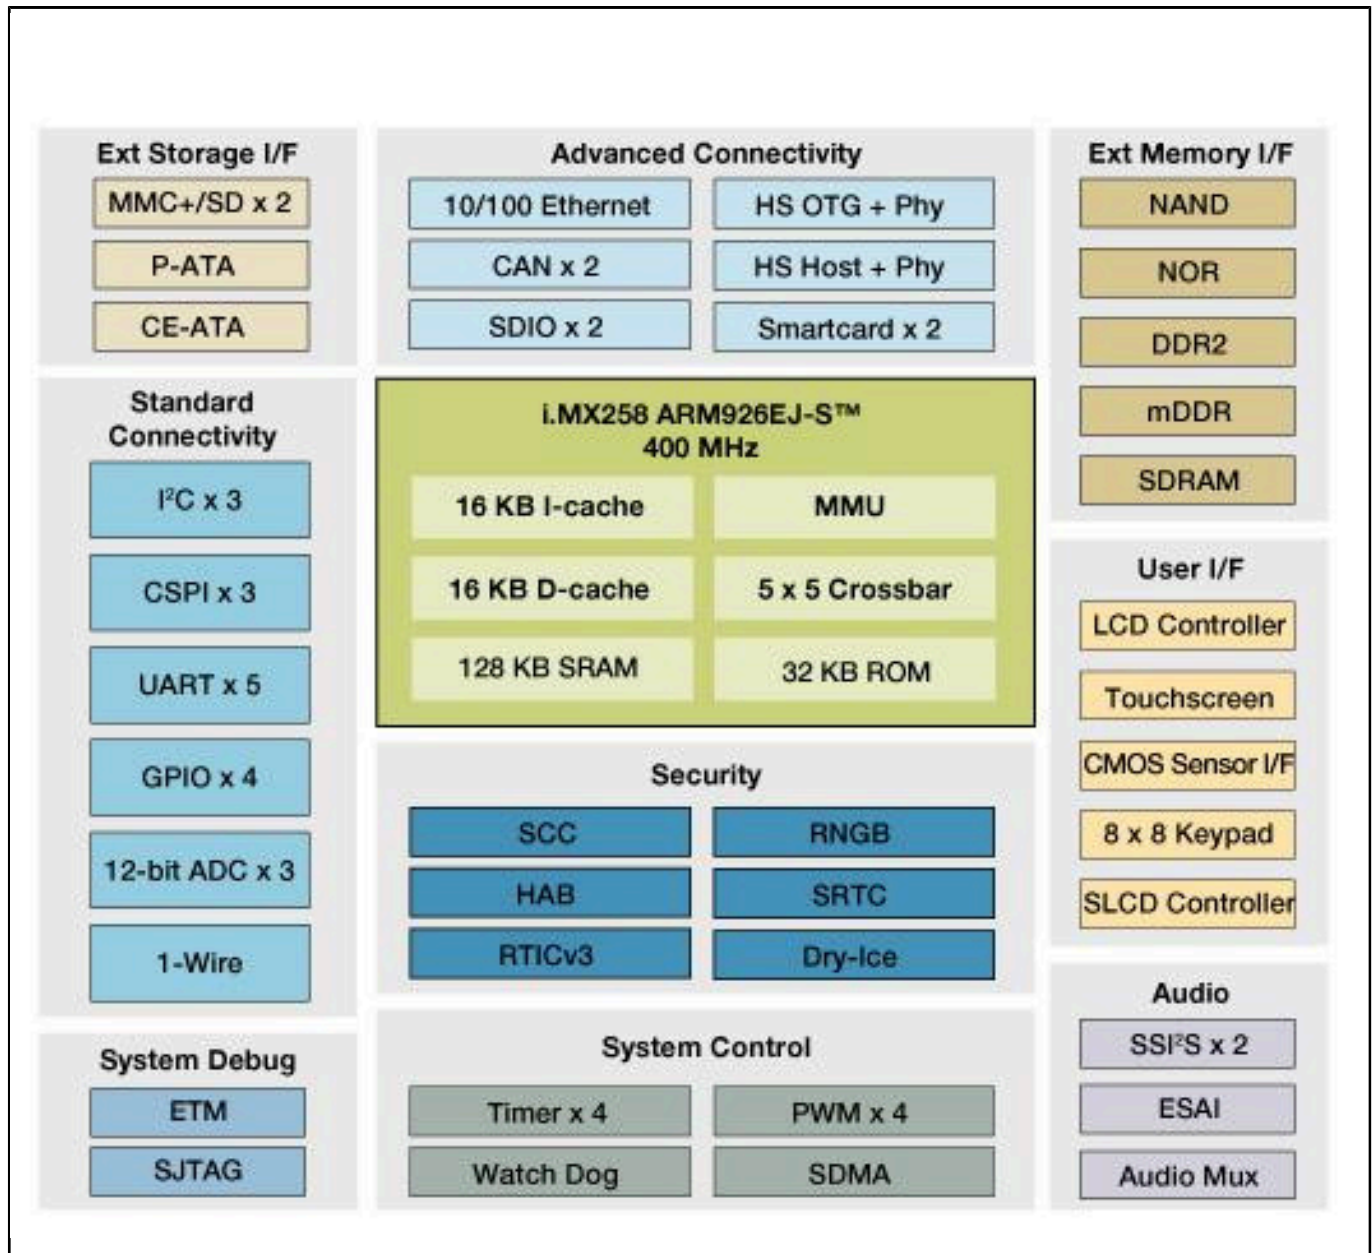 Ext Storage I/F
MMC+/SD x 2
P-ATA
CE-ATA
Advanced Connectivity
10/100 Ethernet
HS OTG + Phy
CAN x 2
HS Host + Phy
SDIO x 2
Smartcard x 2
Ext Memory I/F
NAND
NOR
DDR2
mDDR
SDRAM
Standard
Connectivity
I²C x 3
CSPI x 3
UART x 5
GPIO x 4
12-bit ADC x 3
1-Wire
i.MX258 ARM926EJ-S™
400 MHz
16 KB I-cache
MMU
16 KB D-cache
5 x 5 Crossbar
128 KB SRAM
32 KB ROM
User I/F
LCD Controller
Touchscreen
CMOS Sensor I/F
8 x 8 Keypad
SLCD Controller
Security
SCC
RNGB
HAB
SRTC
RTICv3
Dry-Ice
System Debug
ETM
SJTAG
System Control
Timer x 4
PWM x 4
Watch Dog
SDMA
Audio
SSI²S x 2
ESAI
Audio Mux